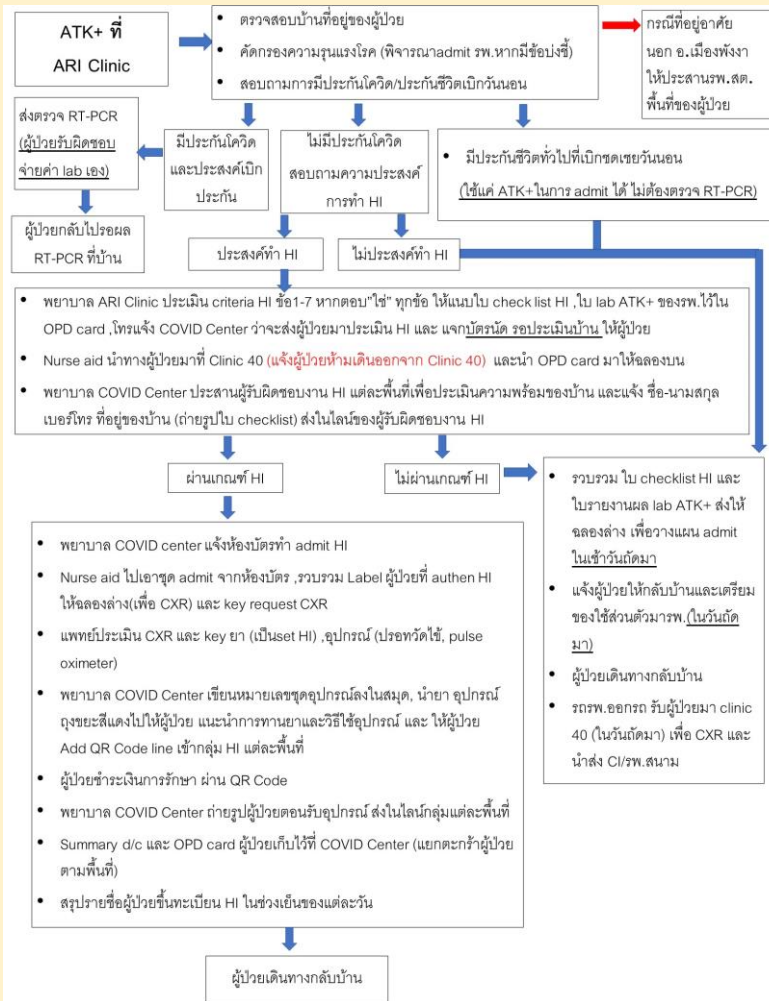 ATK+ ที่
ARI Clinic
• ตรวจสอบบ้านที่อยู่ของผู้ป่วย
• คัดกรองความรุนแรงโรค (พิจารณาadmit รพ.หากมีข้อบ่งชี้)
• สอบถามการมีประกันโควิด/ประกันชีวิตเบิกวันนอน
กรณีที่อยู่อาศัย
นอก อ.เมืองพังงา
ให้ประสานรพ.สต.
พื้นที่ของผู้ป่วย
ส่งตรวจ RT-PCR
(ผู้ป่วยรับผิดชอบ
จ่ายค่า lab เอง)
มีประกันโควิด
และประสงค์เบิก
ประกัน
ไม่มีประกันโควิด
สอบถามความประสงค์
การทำ HI
• มีประกันชีวิตทั่วไปที่เบิกชดเชยวันนอน
(ใช้แค่ ATK+ในการ admit ได้ ไม่ต้องตรวจ RT-PCR)
ผู้ป่วยกลับไปรอผล
RT-PCR ที่บ้าน
ประสงค์ทำ HI
ไม่ประสงค์ทำ HI
• พยาบาล ARI Clinic ประเมิน criteria HI ข้อ1-7 หากตอบ"ใช่" ทุกข้อ ให้แนบใบ check list HI ,ใบ lab ATK+ ของรพ.ไว้ใน
OPD card ,โทรแจ้ง COVID Center ว่าจะส่งผู้ป่วยมาประเมิน HI และ แจกบัตรนัด รอประเมินบ้าน ให้ผู้ป่วย
• Nurse aid นำทางผู้ป่วยมาที่ Clinic 40 (แจ้งผู้ป่วยห้ามเดินออกจาก Clinic 40) และนำ OPD card มาให้ฉลองบน
• พยาบาล COVID Center ประสานผู้รับผิดชอบงาน HI แต่ละพื้นที่เพื่อประเมินความพร้อมของบ้าน และแจ้ง ชื่อ-นามสกุล
เบอร์โทร ที่อยู่ของบ้าน (ถ่ายรูปใบ checklist) ส่งในไลน์ของผู้รับผิดชอบงาน HI
ผ่านเกณฑ์ HI
ไม่ผ่านเกณฑ์ HI
• พยาบาล COVID center แจ้งห้องบัตรทำ admit HI
• Nurse aid ไปเอาชุด admit จากห้องบัตร ,รวบรวม Label ผู้ป่วยที่ authen HI
ให้ฉลองล่าง(เพื่อ CXR) และ key request CXR
• แพทย์ประเมิน CXR และ key ยา (เป็นset HI) ,อุปกรณ์ (ปรอทวัดไข้, pulse
oximeter)
• พยาบาล COVID Center เขียนหมายเลขชุดอุปกรณ์ลงในสมุด, นำยา อุปกรณ์
ถุงขยะสีแดงไปให้ผู้ป่วย แนะนำการทานยาและวิธีใช้อุปกรณ์ และ ให้ผู้ป่วย
Add QR Code line เข้ากลุ่ม HI แต่ละพื้นที่
• ผู้ป่วยชำระเงินการรักษา ผ่าน QR Code
• พยาบาล COVID Center ถ่ายรูปผู้ป่วยตอนรับอุปกรณ์ ส่งในไลน์กลุ่มแต่ละพื้นที่
• Summary d/c และ OPD card ผู้ป่วยเก็บไว้ที่ COVID Center (แยกตะกร้าผู้ป่วย
ตามพื้นที่)
• สรุปรายชื่อผู้ป่วยขึ้นทะเบียน HI ในช่วงเย็นของแต่ละวัน
• รวบรวม ใบ checklist HI และ
ใบรายงานผล lab ATK+ ส่งให้
ฉลองล่าง เพื่อวางแผน admit
ในเช้าวันถัดมา
• แจ้งผู้ป่วยให้กลับบ้านและเตรียม
ของใช้ส่วนตัวมารพ.(ในวันถัด
มา)
• ผู้ป่วยเดินทางกลับบ้าน
• รถรพ.ออกรถ รับผู้ป่วยมา clinic
40 (ในวันถัดมา) เพื่อ CXR และ
นำส่ง CI/รพ.สนาม
ผู้ป่วยเดินทางกลับบ้าน